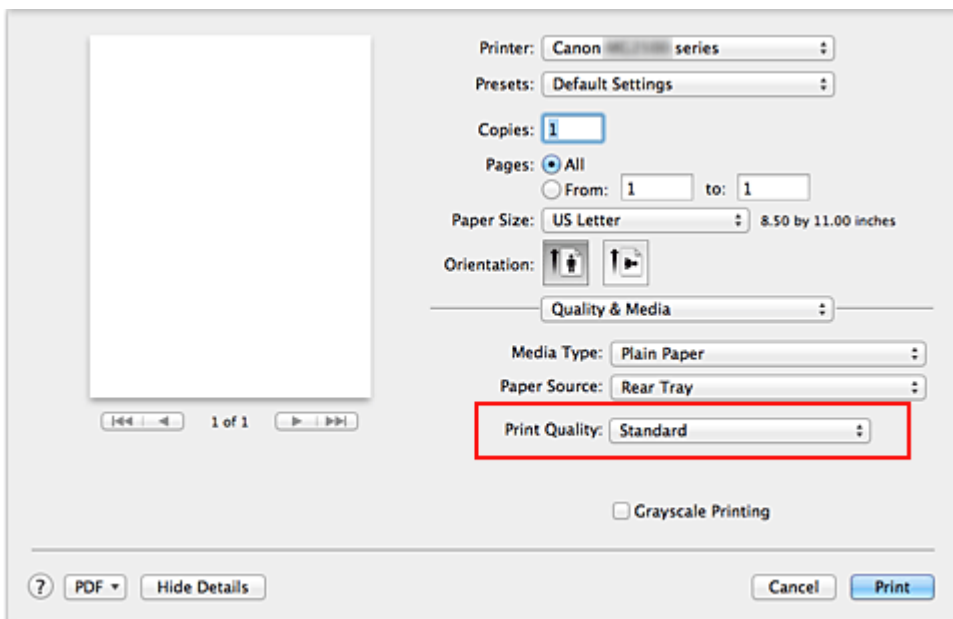 Printer: Canon series
Presets: Default Settings
Copies: 1
Pages: All
From: 1 to: 1
Paper Size: US Letter 8.50 by 11.00 inches
Orientation:
Quality & Media
Media Type: Plain Paper
Paper Source: Rear Tray
1 of 1
Print Quality: Standard
Grayscale Printing
? PDF Hide Details Cancel Print